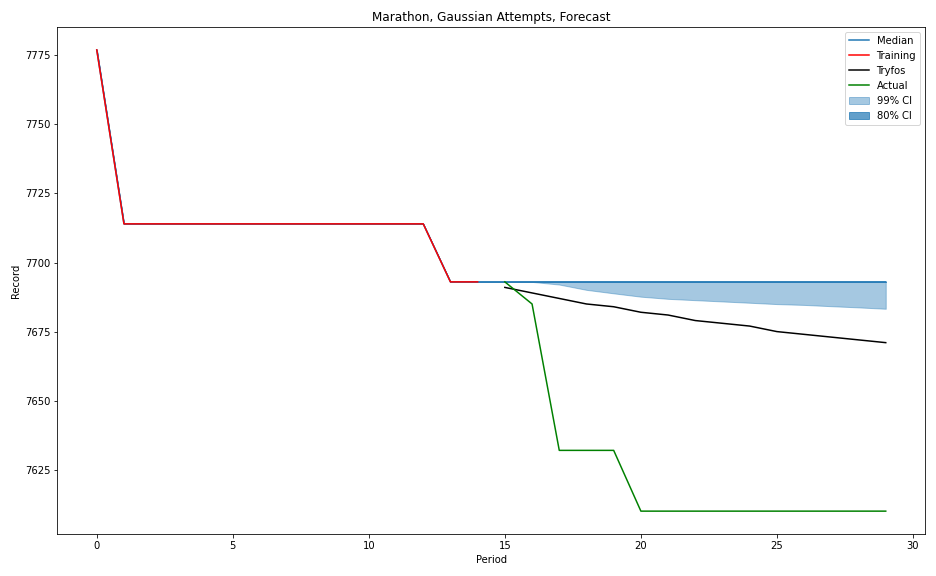 Marathon, Gaussian Attempts, Forecast
Median
Training
Tryfos
Actual
99% CI
80% CI
7775
7750
7725
7700
7675
7650
7625
Record
0 5 10 15 20 25 30
Period